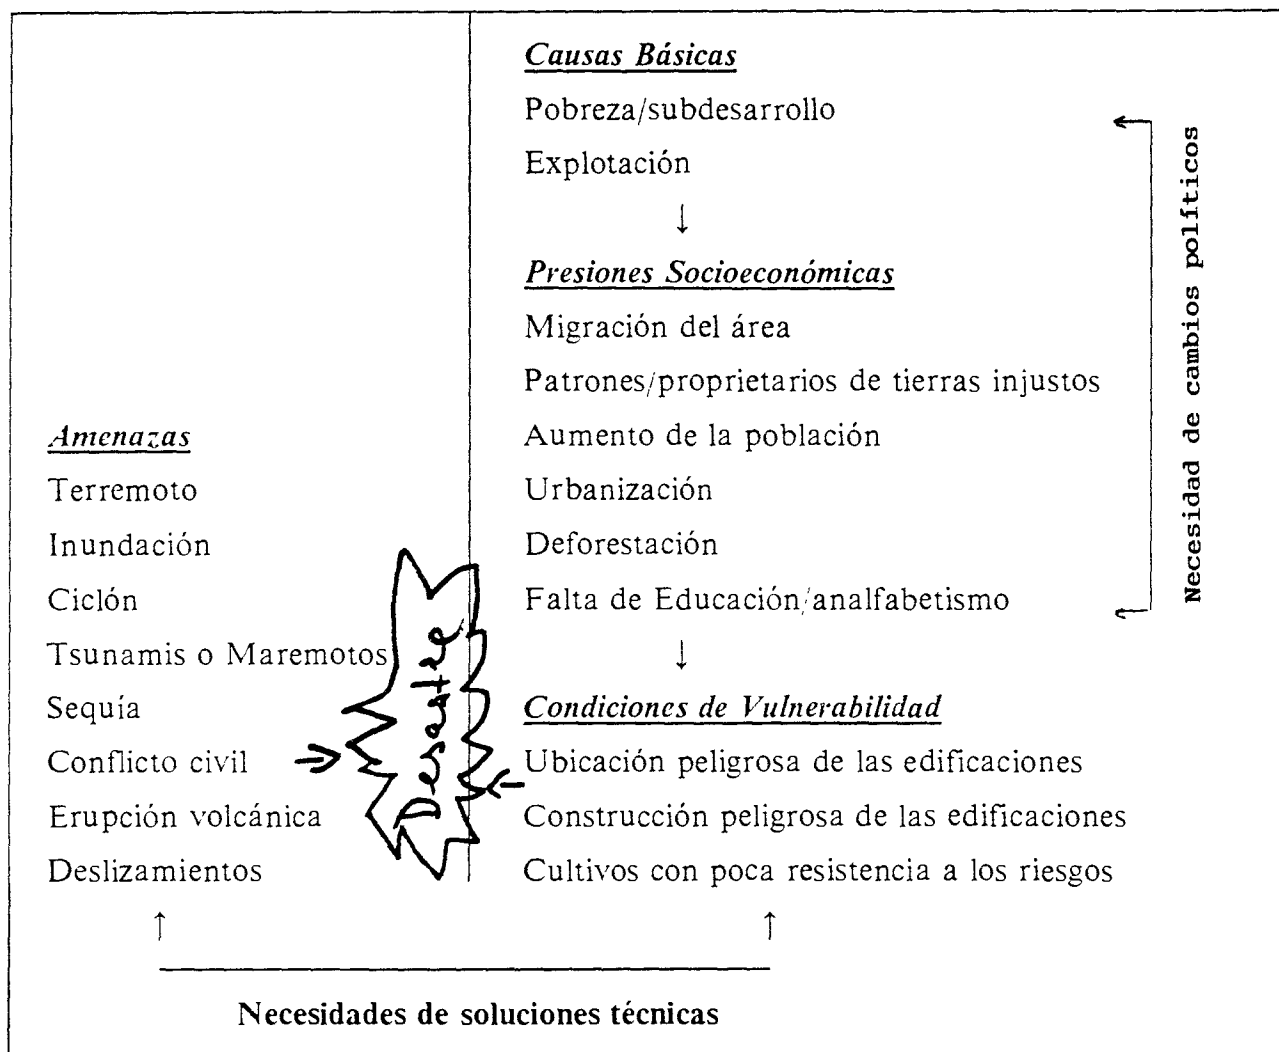 Causas Básicas
Pobreza/subdesarrollo
Explotación
↓
Presiones Socioeconómicas
Migración del área
Patrones/proprietarios de tierras injustos
Aumento de la población
Urbanización
Deforestación
Falta de Educación/analfabetismo
↓
Condiciones de Vulnerabilidad
Ubicación peligrosa de las edificaciones
Construcción peligrosa de las edificaciones
Cultivos con poca resistencia a los riesgos
↑
Necesidad de cambios políticos
Amenazas
Terremoto
Inundación
Ciclón
Tsunamis o Maremotos
Sequía
Conflicto civil
Erupción volcánica
Deslizamientos
↑
Desastre
Necesidades de soluciones técnicas